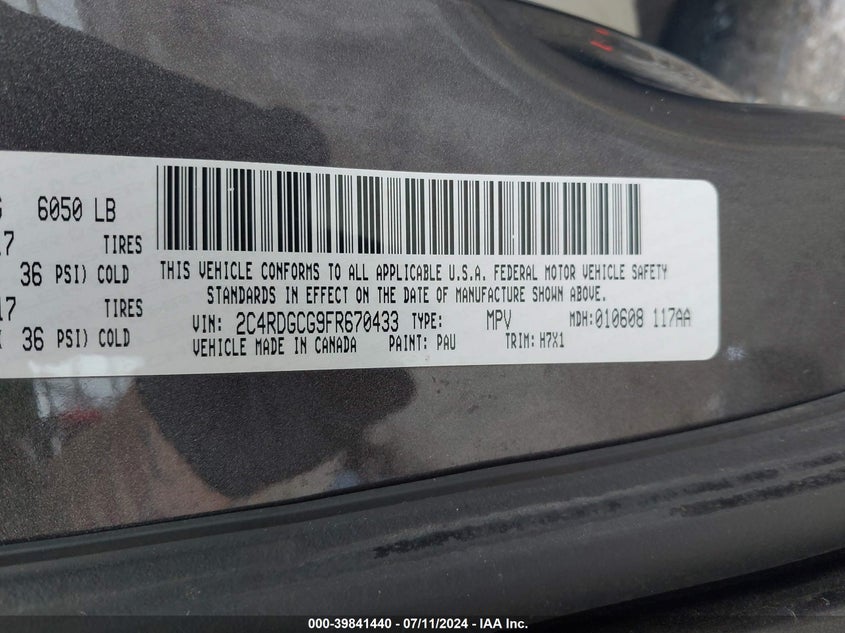 6050 LB
TIRES
36 PSI) COLD
17 TIRES
36 PSI) COLD
THIS VEHICLE CONFORMS TO ALL APPLICABLE U.S.A. FEDERAL MOTOR VEHICLE SAFETY
STANDARDS IN EFFECT ON THE DATE OF MANUFACTURE SHOWN ABOVE.
VIN: 2C4RDGCG9FR670433 TYPE: MPV MDH:010608 117AA
VEHICLE MADE IN CANADA PAINT: PAU TRIM: H7X1
000-39841440 - 07/11/2024 - IAA Inc.